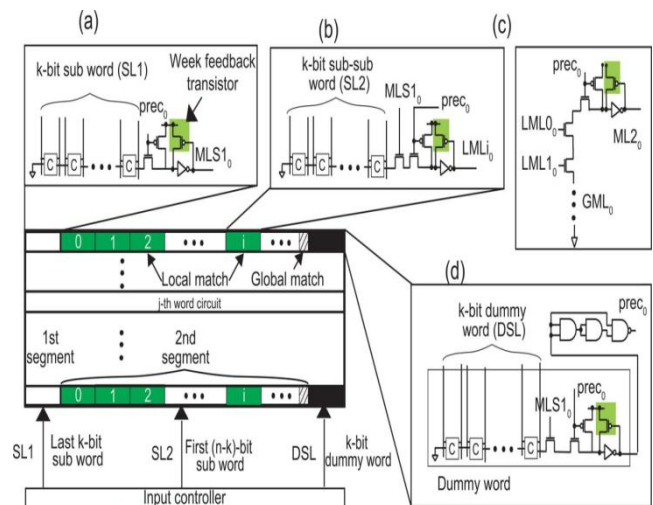 (a)
k-bit sub word (SL1)
Week feedback
transistor
prec0
MLS10
C C C
(b)
k-bit sub-sub
word (SL2)
MLS10
prec0
LMLi0
C C C
(c)
prec0
LML0
LML1
ML20
GML0
0 1 2 i
Local match
Global match
j-th word circuit
1st
segment
2nd
segment
0 1 2 i
SL1
Last k-bit
sub word
SL2
First (n-k)-bit
sub word
DSL
k-bit
dummy word
Input controller
(d)
k-bit dummy
word (DSL)
prec0
MLS10
prec0
C C C
Dummy word